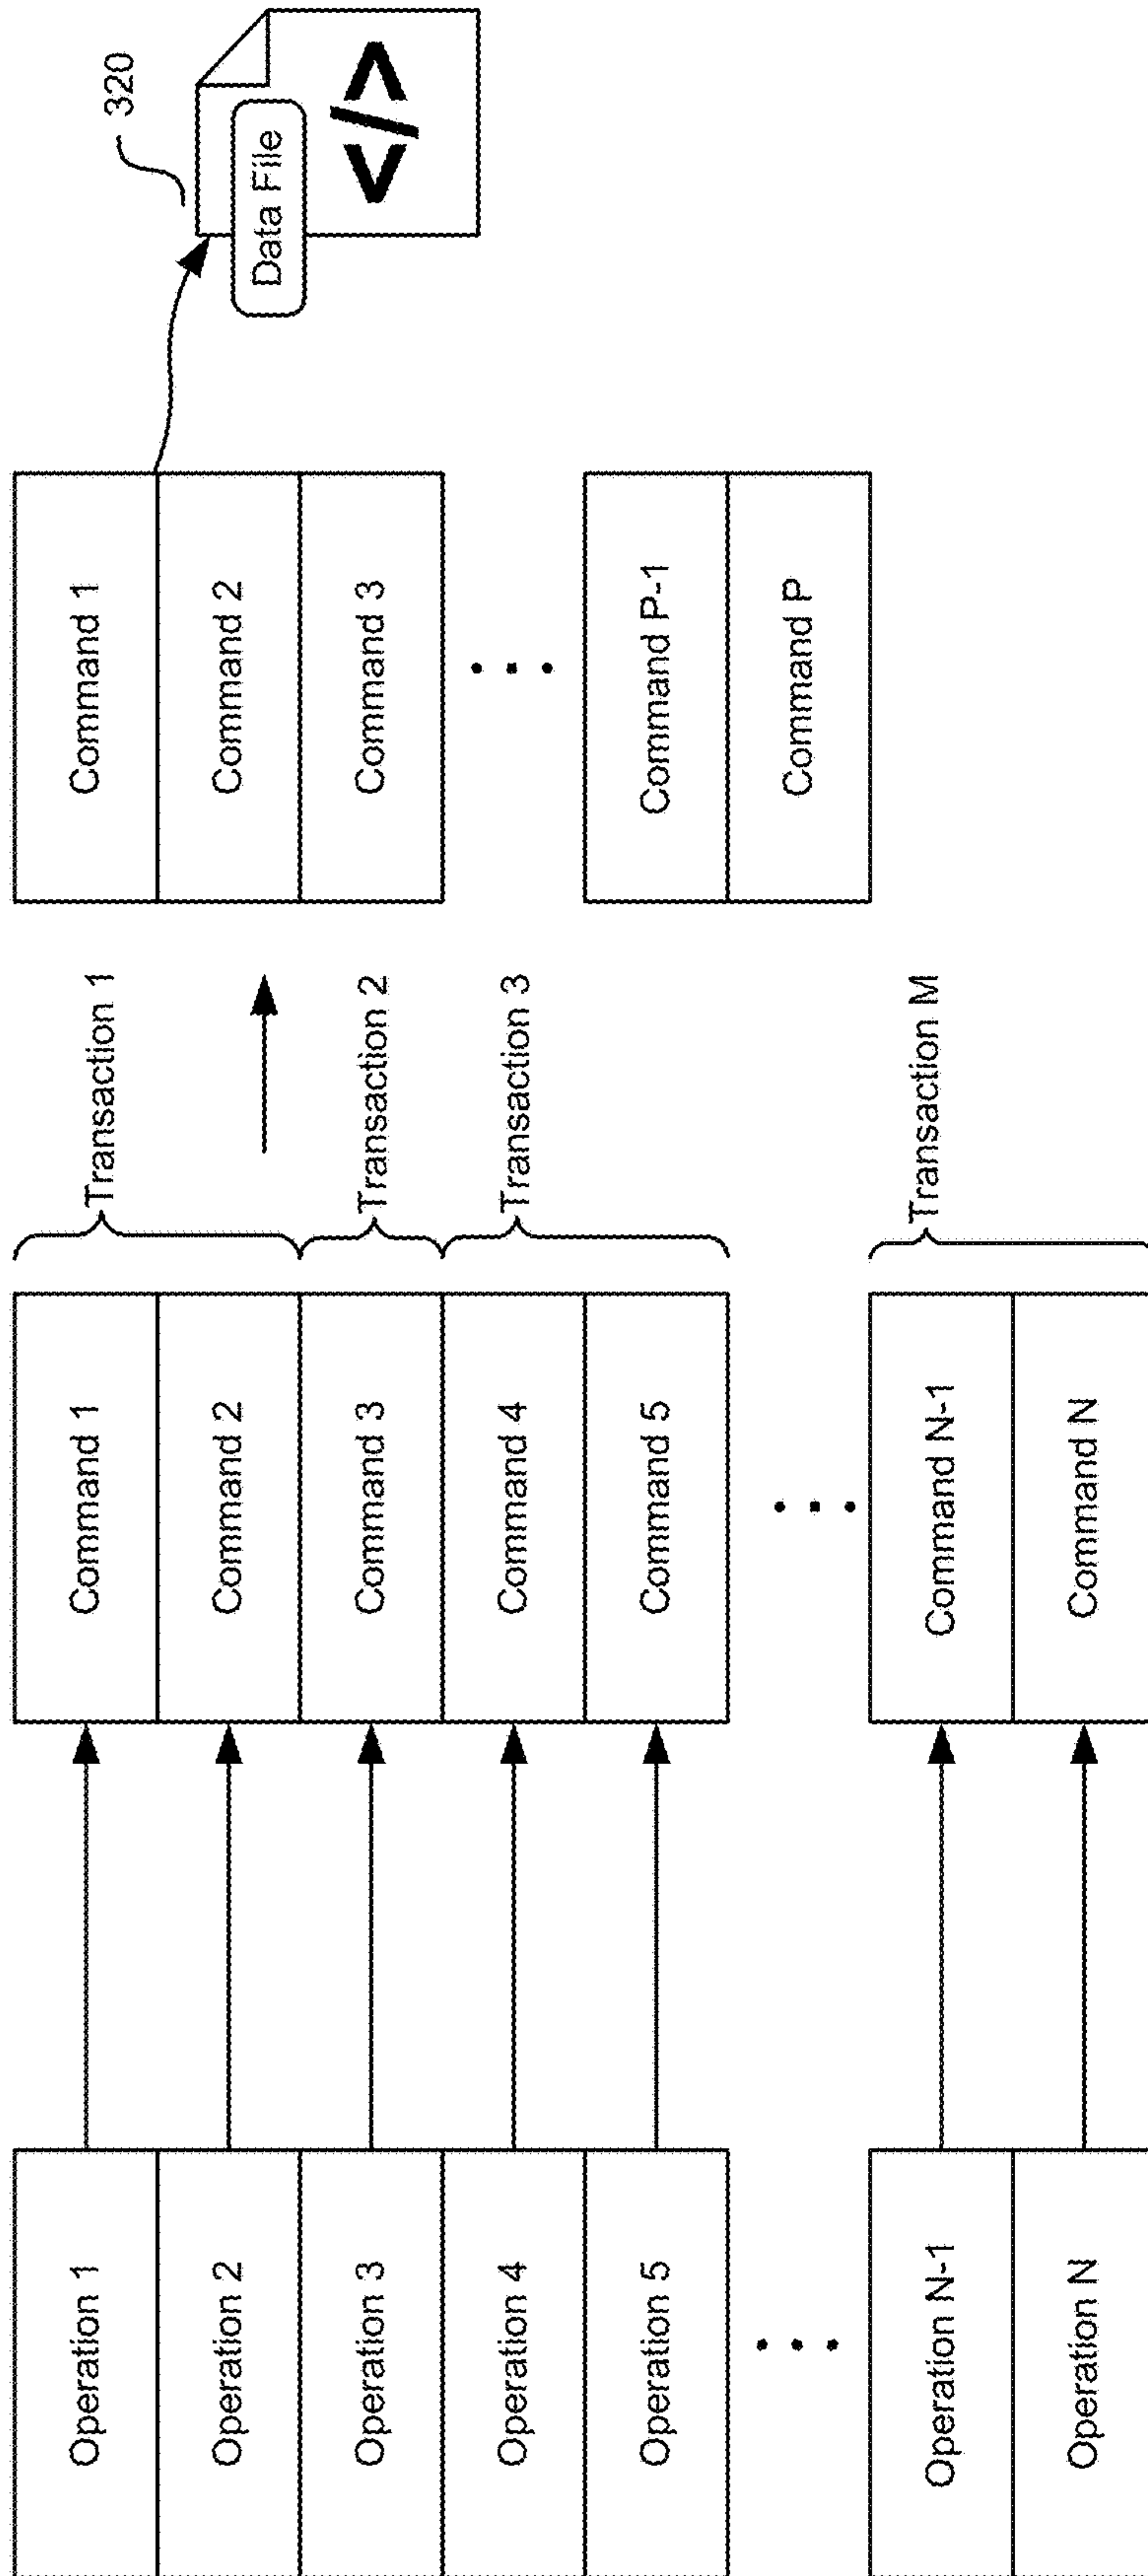 Operation 1
Operation 2
Operation 3
Operation 4
Operation 5
Operation N-1
Operation N
Command 1
Command 2
Command 3
Command 4
Command 5
Command N-1
Command N
Transaction 1
Transaction 2
Transaction 3
Transaction M
Command 1
Command 2
Command 3
Command P-1
Command P
320
Data File
</>